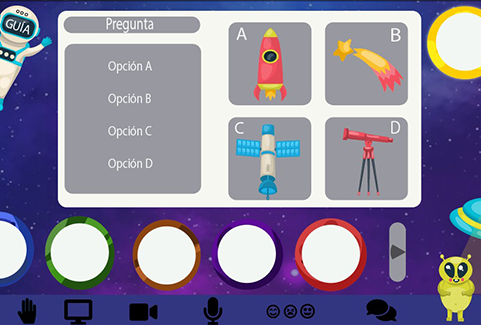 GUÍA
Pregunta
Opción A
Opción B
Opción C
Opción D
A
B
C
D